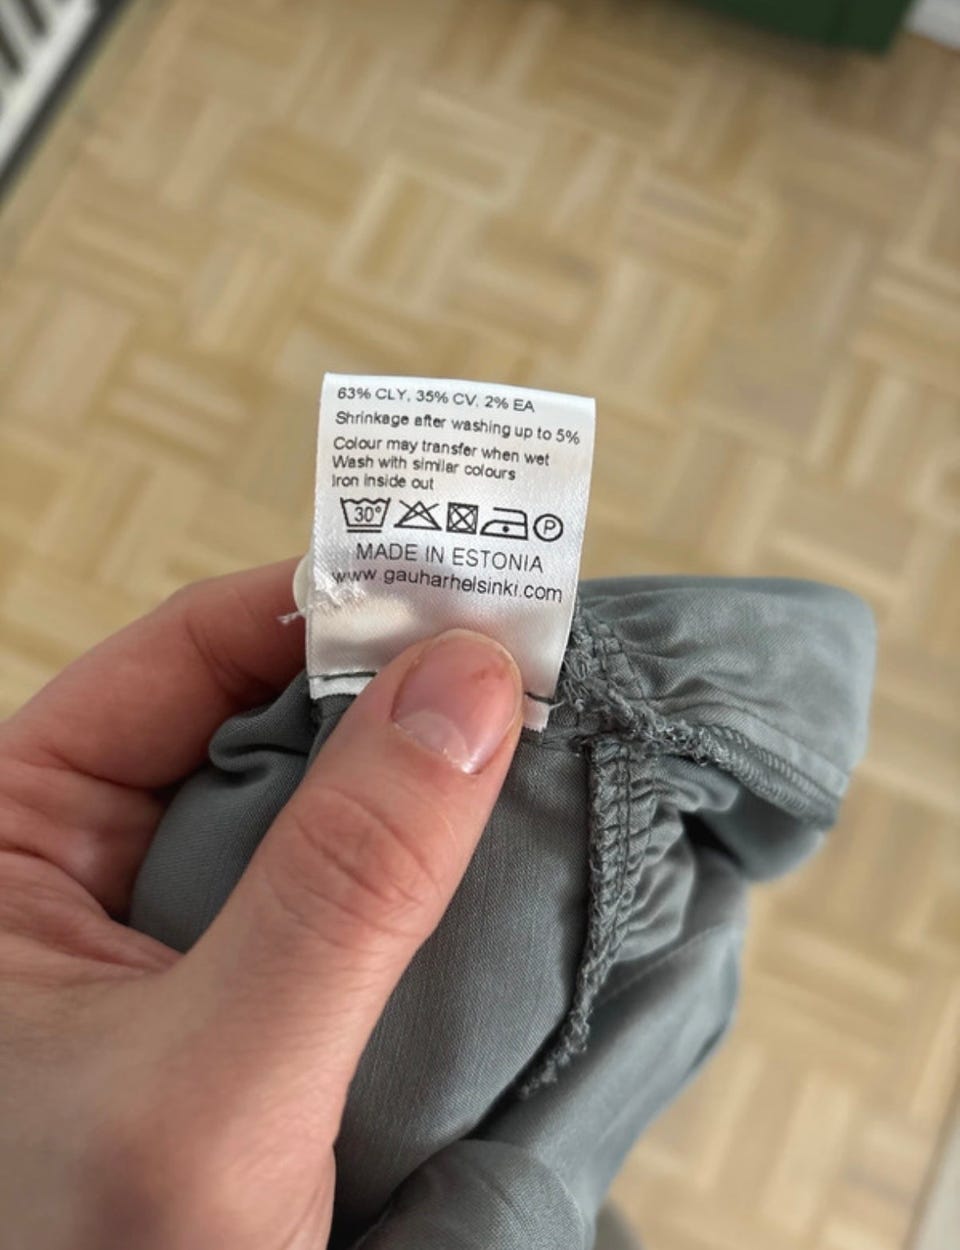 63% CLY, 35% CV, 2% EA
Shrinkage after washing up to 5%
Colour may transfer when wet
Wash with similar colours
Iron inside out
30° P
MADE IN ESTONIA
www.gauharhelsinki.com